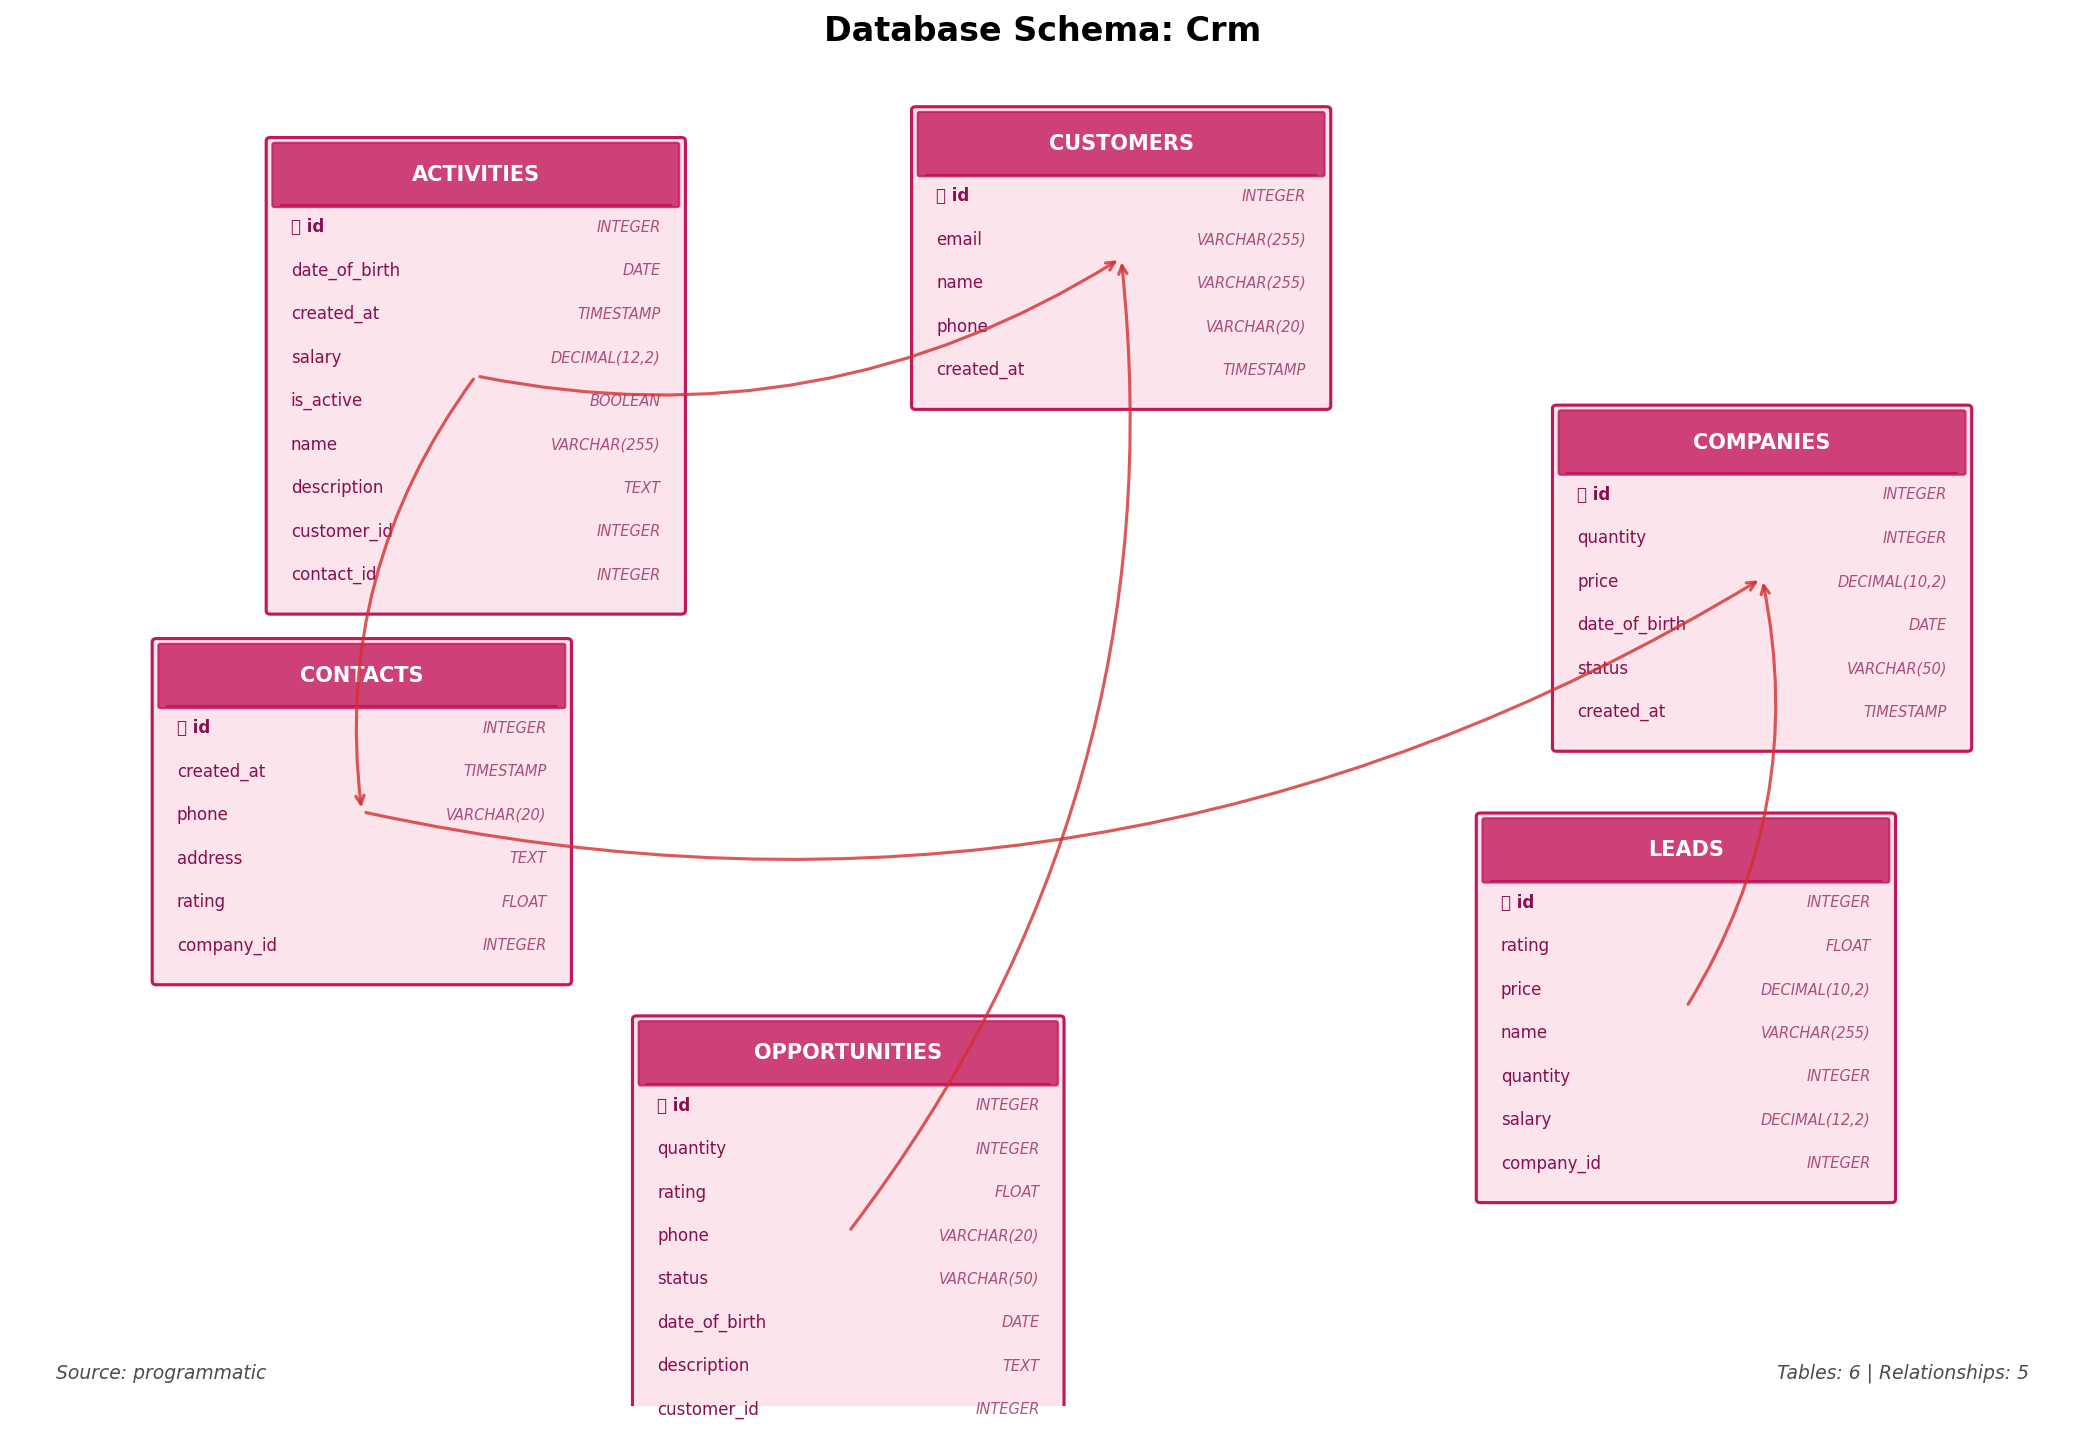 Database Schema: Crm
ACTIVITIES
id INTEGER
date_of_birth DATE
created_at TIMESTAMP
salary DECIMAL(12,2)
is_active BOOLEAN
name VARCHAR(255)
description TEXT
customer_id INTEGER
contact_id INTEGER
CUSTOMERS
id INTEGER
email VARCHAR(255)
name VARCHAR(255)
phone VARCHAR(20)
created_at TIMESTAMP
COMPANIES
id INTEGER
quantity INTEGER
price DECIMAL(10,2)
date_of_birth DATE
status VARCHAR(50)
created_at TIMESTAMP
CONTACTS
id INTEGER
created_at TIMESTAMP
phone VARCHAR(20)
address TEXT
rating FLOAT
company_id INTEGER
LEADS
id INTEGER
rating FLOAT
price DECIMAL(10,2)
name VARCHAR(255)
quantity INTEGER
salary DECIMAL(12,2)
company_id INTEGER
OPPORTUNITIES
id INTEGER
quantity INTEGER
rating FLOAT
phone VARCHAR(20)
status VARCHAR(50)
date_of_birth DATE
description TEXT
customer_id INTEGER
Source: programmatic
Tables: 6 | Relationships: 5